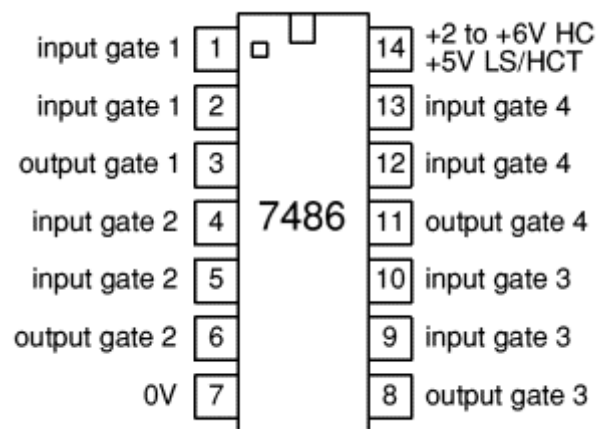 input gate 1 1
input gate 1 2
output gate 1 3
input gate 2 4
input gate 2 5
output gate 2 6
0V 7
7486
14 +2 to +6V HC
+5V LS/HCT
13 input gate 4
12 input gate 4
11 output gate 4
10 input gate 3
9 input gate 3
8 output gate 3